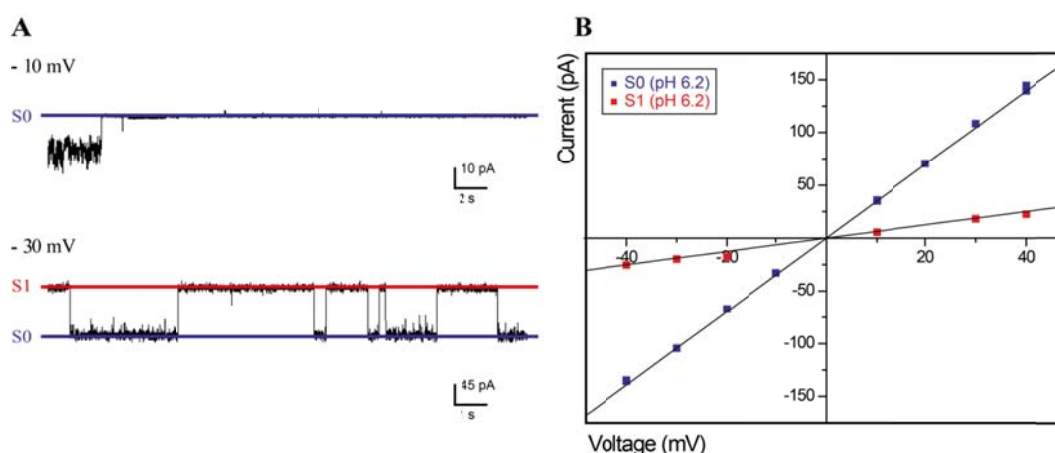 A
- 10 mV
S0
10 pA
2 s
- 30 mV
S1
S0
45 pA
s
B
S0 (pH 6.2)
S1 (pH 6.2)
Current (pA)
150
100
50
-40
-20
20
40
-50
-100
-150
Voltage (mV)